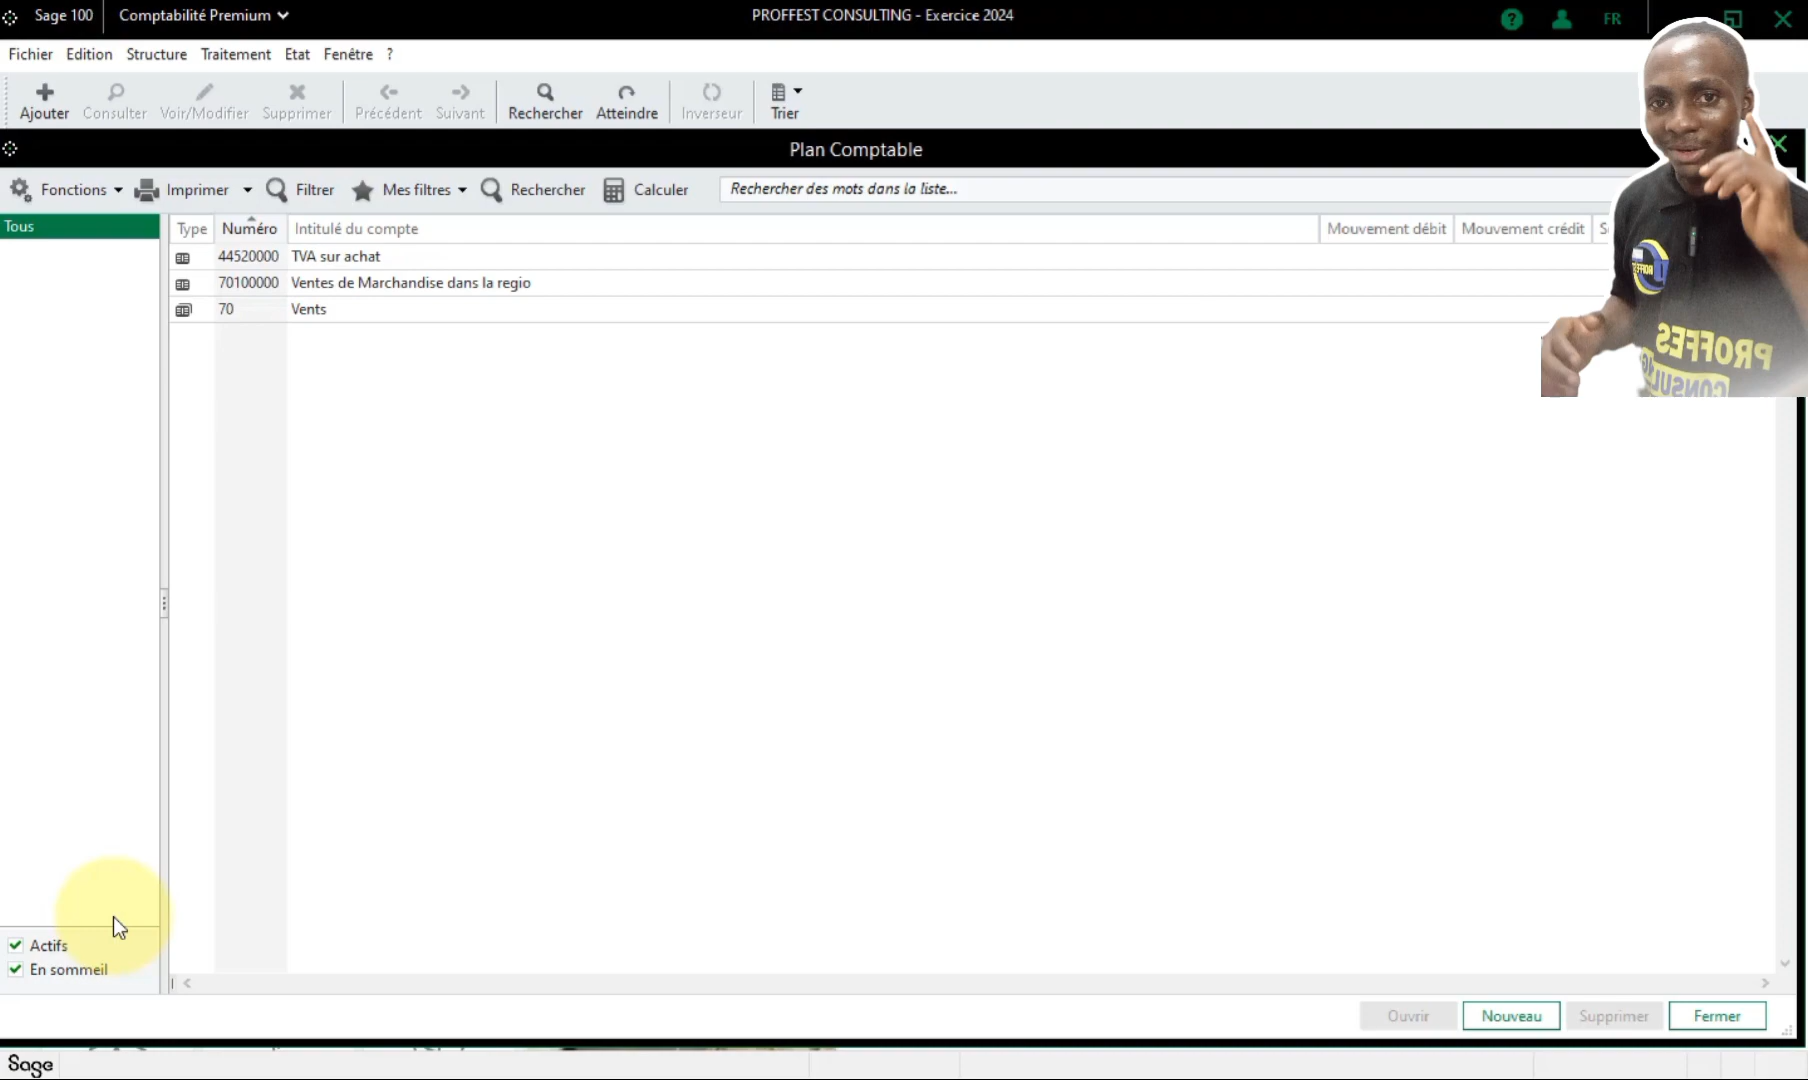 Sage 100 Comptabilité Premium PROFFEST CONSULTING - Exercice 2024 FR
Fichier Edition Structure Traitement Etat Fenêtre ?
Ajouter Consulter Voir/Modifier Supprimer Précédent Suivant Rechercher Atteindre Inverseur Trier
Plan Comptable
Fonctions Imprimer Filtrer Mes filtres Rechercher Calculer Rechercher des mots dans la liste...
Tous
Type Numéro Intitulé du compte Mouvement débit Mouvement crédit
44520000 TVA sur achat
70100000 Ventes de Marchandise dans la regio
70 Vents
PROFFES
Actifs
En sommeil
Ouvrir Nouveau Supprimer Fermer
Sage